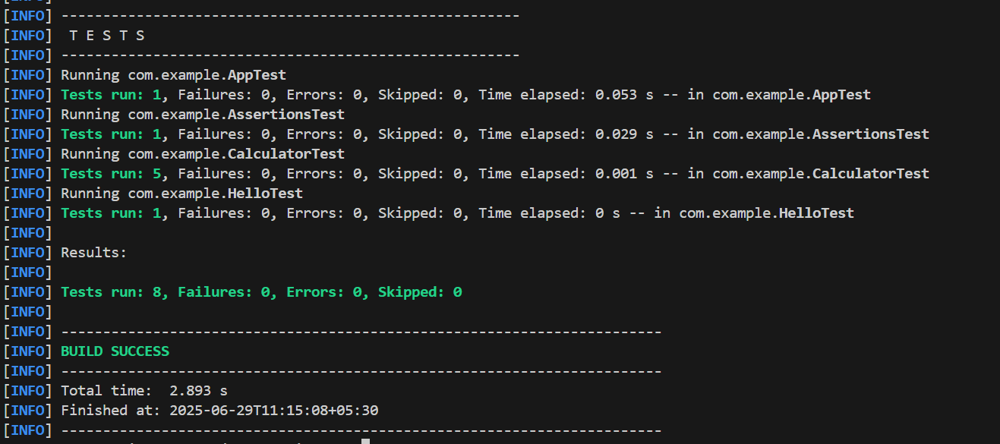 [INFO] -------------------------------------------------------
[INFO]  T E S T S
[INFO] -------------------------------------------------------
[INFO] Running com.example.AppTest
[INFO] Tests run: 1, Failures: 0, Errors: 0, Skipped: 0, Time elapsed: 0.053 s -- in com.example.AppTest
[INFO] Running com.example.AssertionsTest
[INFO] Tests run: 1, Failures: 0, Errors: 0, Skipped: 0, Time elapsed: 0.029 s -- in com.example.AssertionsTest
[INFO] Running com.example.CalculatorTest
[INFO] Tests run: 5, Failures: 0, Errors: 0, Skipped: 0, Time elapsed: 0.001 s -- in com.example.CalculatorTest
[INFO] Running com.example.HelloTest
[INFO] Tests run: 1, Failures: 0, Errors: 0, Skipped: 0, Time elapsed: 0 s -- in com.example.HelloTest
[INFO]
[INFO] Results:
[INFO]
[INFO] Tests run: 8, Failures: 0, Errors: 0, Skipped: 0
[INFO]
[INFO] ------------------------------------------------------------------------
[INFO] BUILD SUCCESS
[INFO] ------------------------------------------------------------------------
[INFO] Total time:  2.893 s
[INFO] Finished at: 2025-06-29T11:15:08+05:30
[INFO] ------------------------------------------------------------------------